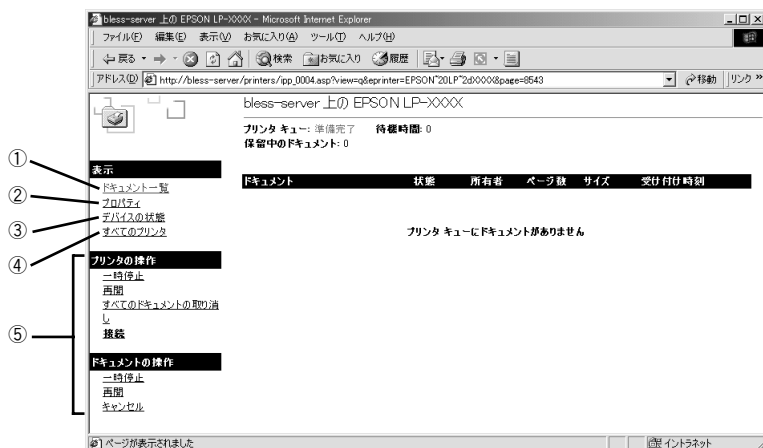 bless-server 上の EPSON LP-XXXX - Microsoft Internet Explorer
ファイル(F) 編集(E) 表示(V) お気に入り(A) ツール(T) ヘルプ(H)
戻る 検索 お気に入り 履歴
アドレス(D) http://bless-server/printers/ipp_0004.asp?view=q&eprinter=EPSON~20LP~2dXXXX&page=8543 移動 リンク »
bless-server 上の EPSON LP-XXXX
プリンタ キュー: 準備完了 待機時間: 0
保留中のドキュメント: 0
① ② ③ ④ ⑤
表示
ドキュメント一覧
プロパティ
デバイスの状態
すべてのプリンタ
プリンタの操作
一時停止
再開
すべてのドキュメントの取り消
し
接続
ドキュメントの操作
一時停止
再開
キャンセル
ドキュメント 状態 所有者 ページ数 サイズ 受け付け時刻
プリンタ キューにドキュメントがありません
ページが表示されました イントラネット